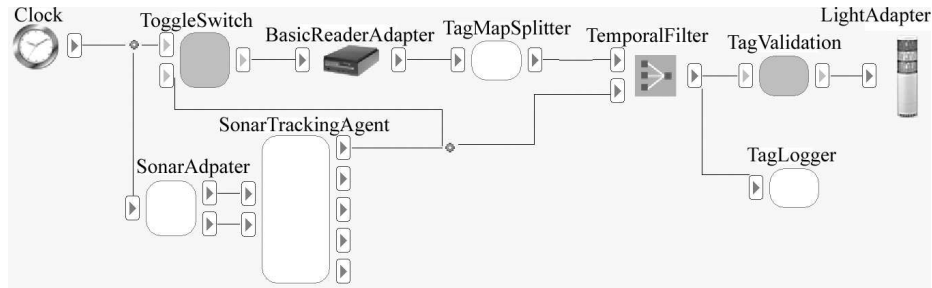 Clock
ToggleSwitch
BasicReaderAdapter
TagMapSplitter
TemporalFilter
TagValidation
LightAdapter
SonarTrackingAgent
SonarAdpater
TagLogger